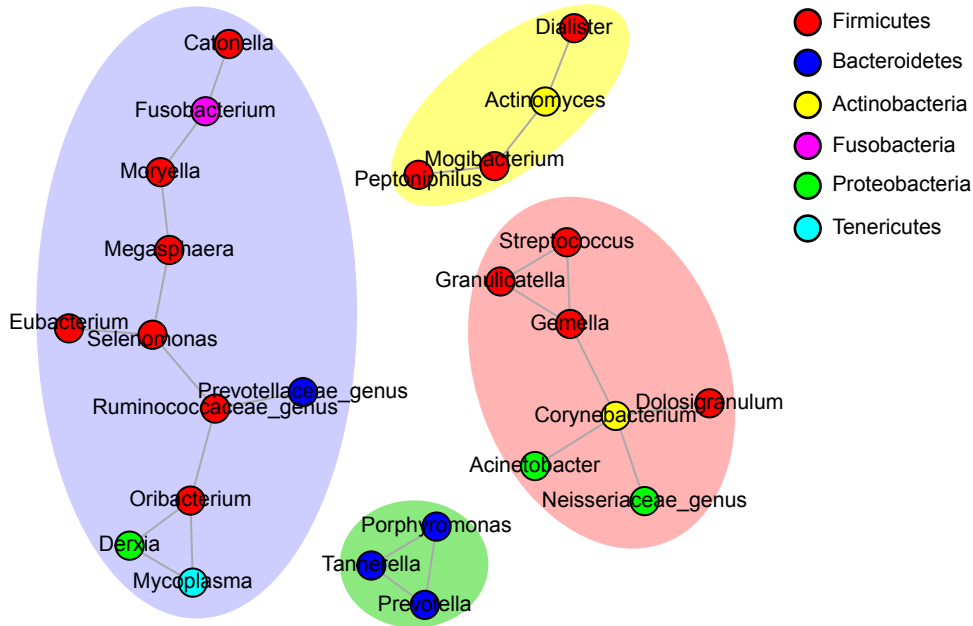 Catonella
Fusobacterium
Moryella
Megasphaera
Eubacterium
Selenomonas
Prevotellaceae_genus
Ruminococcaceae_genus
Oribacterium
Derxia
Mycoplasma
Dialister
Actinomyces
Mogibacterium
Peptoniphilus
Streptococcus
Granulicatella
Gemella
Dolosigranulum
Corynebacterium
Acinetobacter
Neisseriaceae_genus
Porphyromonas
Tannerella
Prevotella
Firmicutes
Bacteroidetes
Actinobacteria
Fusobacteria
Proteobacteria
Tenericutes